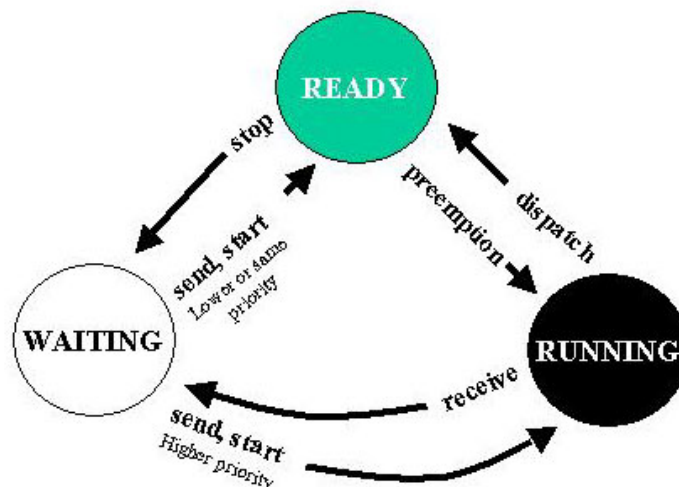 READY
stop
preemption
dispatch
send, start
Lower or same
priority
WAITING
RUNNING
receive
send, start
Higher priority